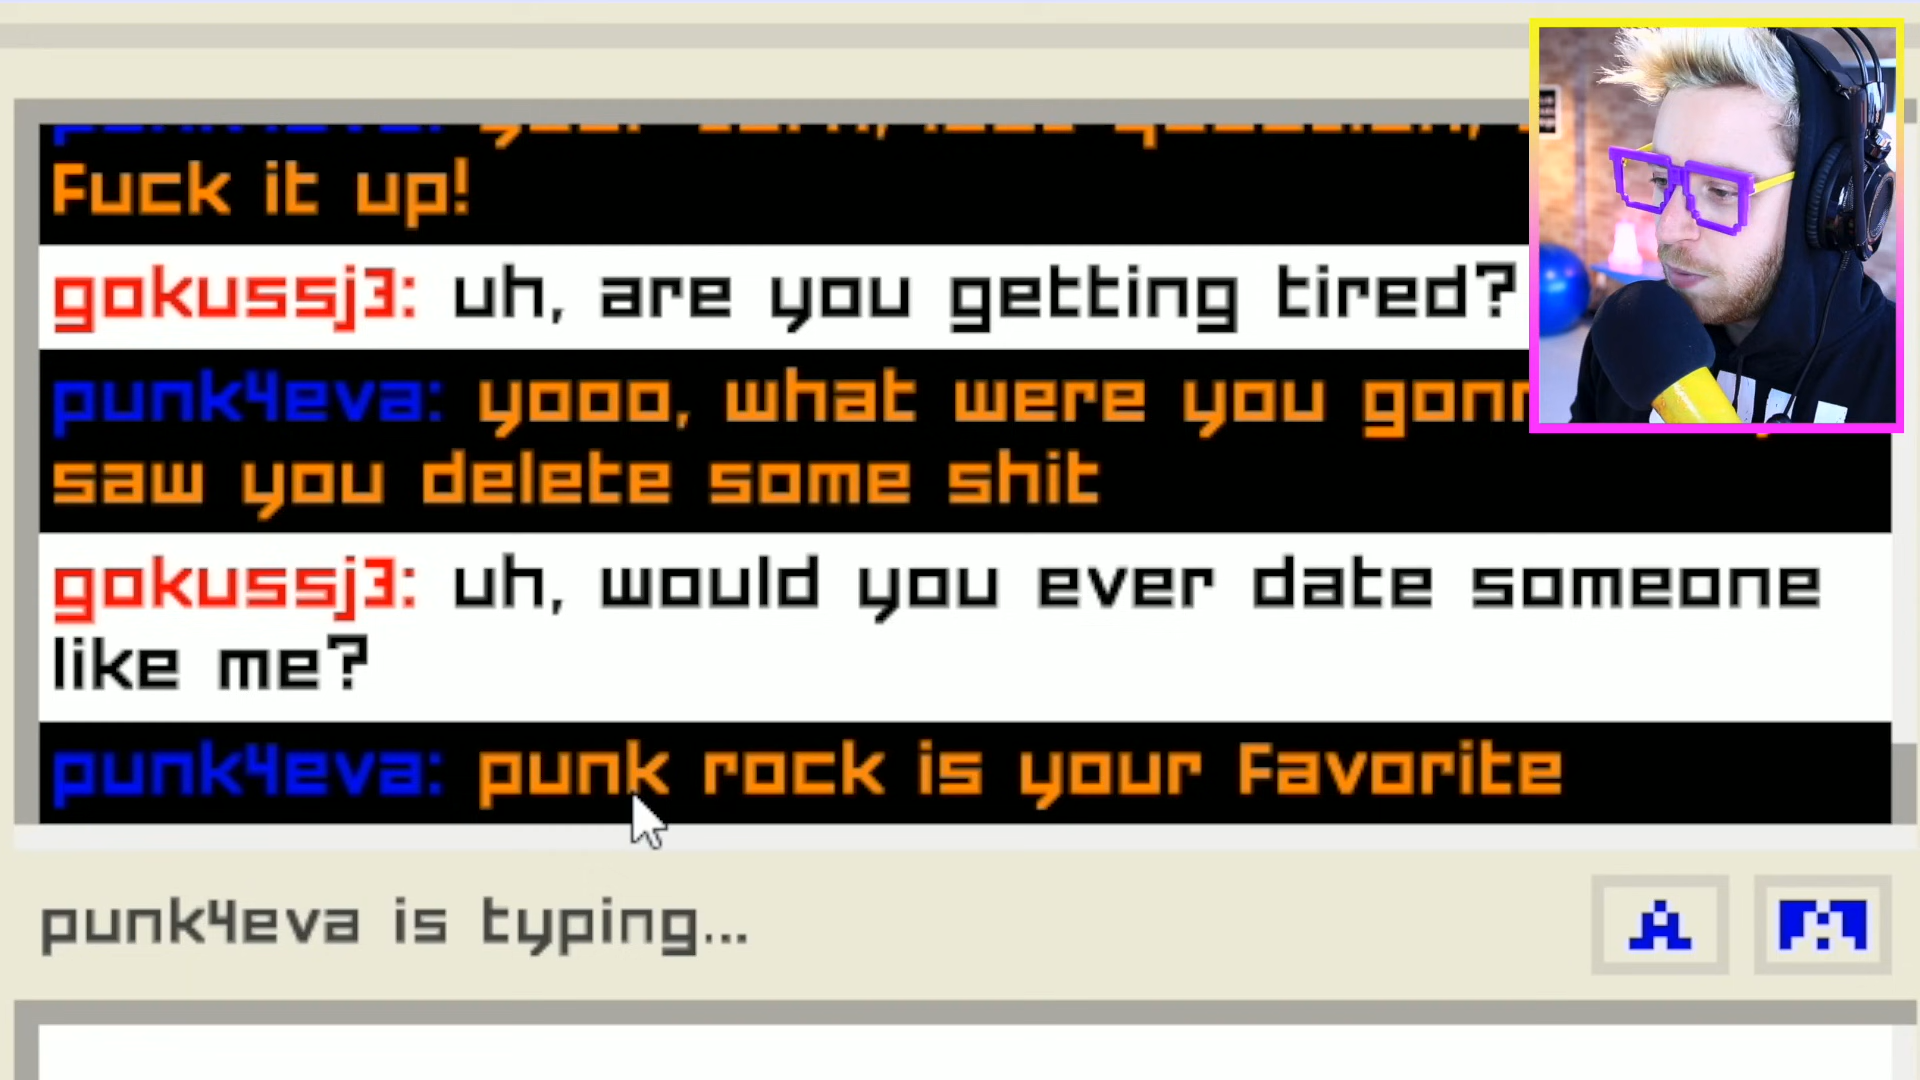 Fuck it up!
gokussj3: uh, are you getting tired?
punk4eva: yooo, what were you
saw you delete some shit
gokussj3: uh, would you ever date someone
like me?
punk4eva: punk rock is your favorite
punk4eva is typing...
A